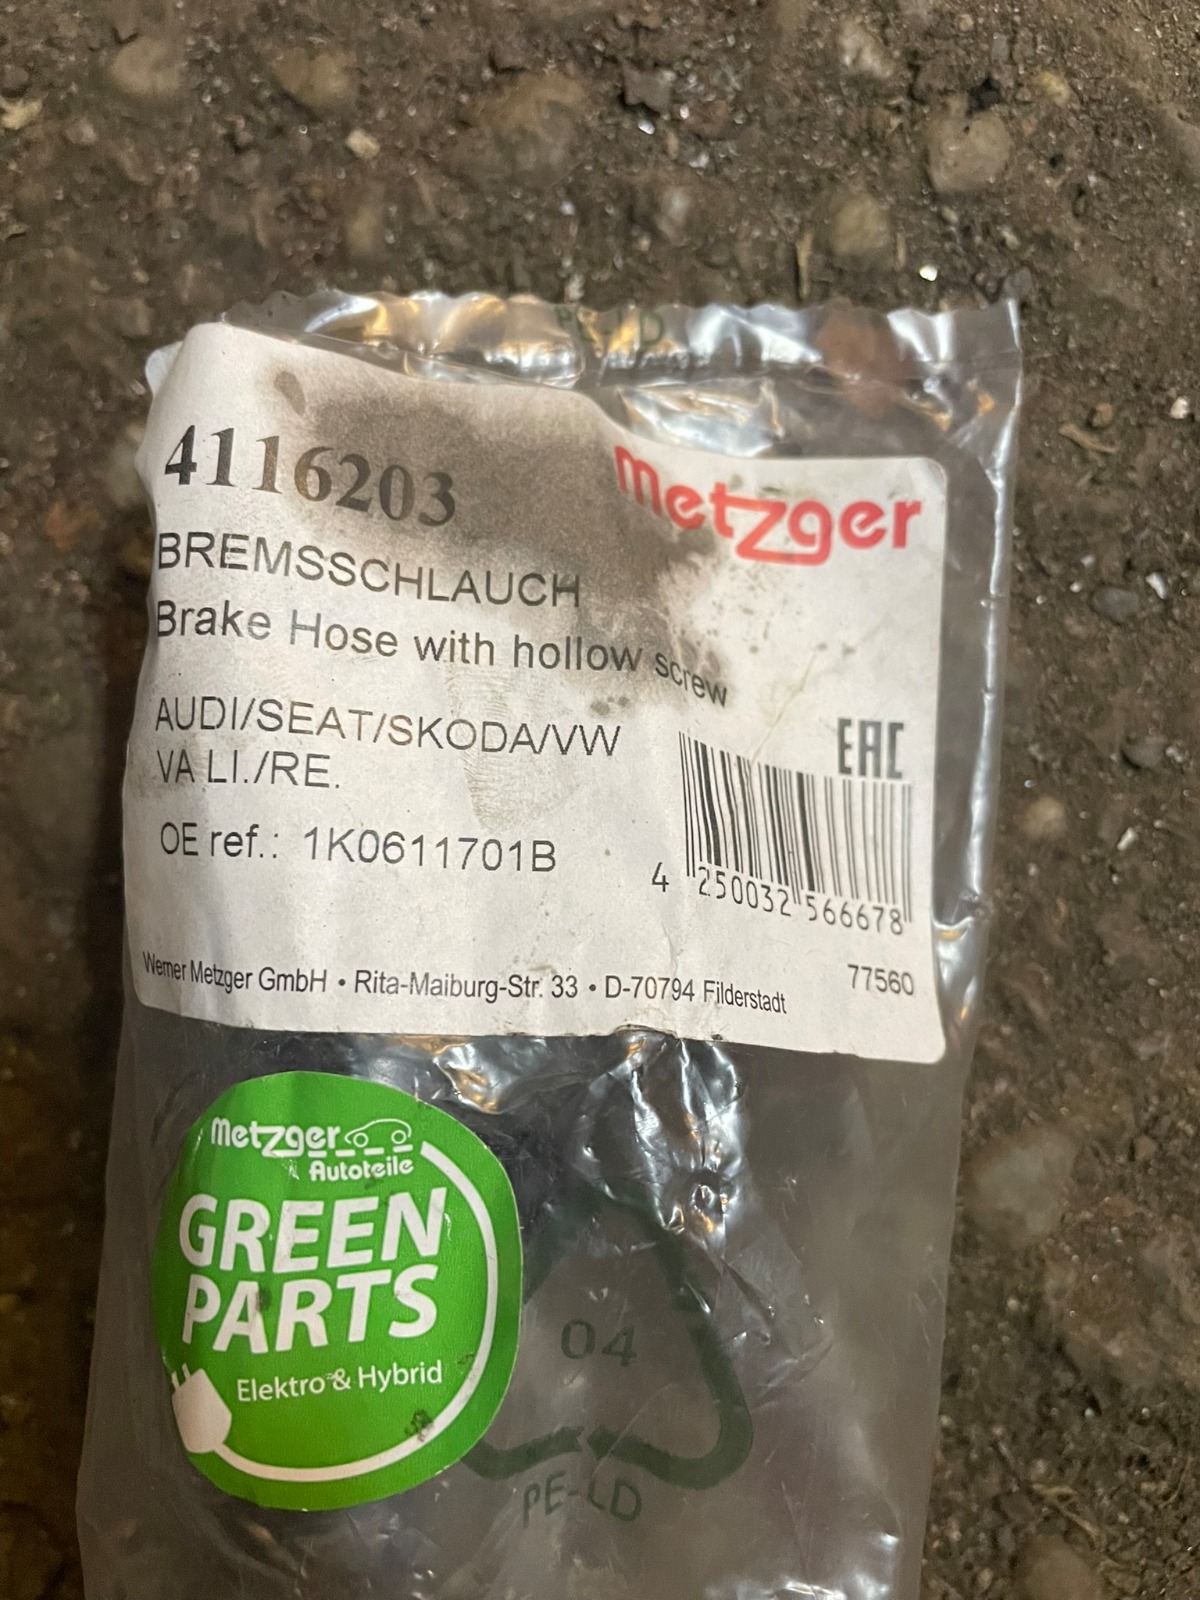 4116203
metzger
BREMSSCHLAUCH
Brake Hose with hollow screw
AUDI/SEAT/SKODA/VW
VA LI./RE.
EAC
OE ref.: 1K0611701B
4 250032 566678
Werner Metzger GmbH • Rita-Maiburg-Str. 33 • D-70794 Filderstadt
77560
metzger
Autoteile
GREEN
PARTS
Elektro & Hybrid
04
PE-LD